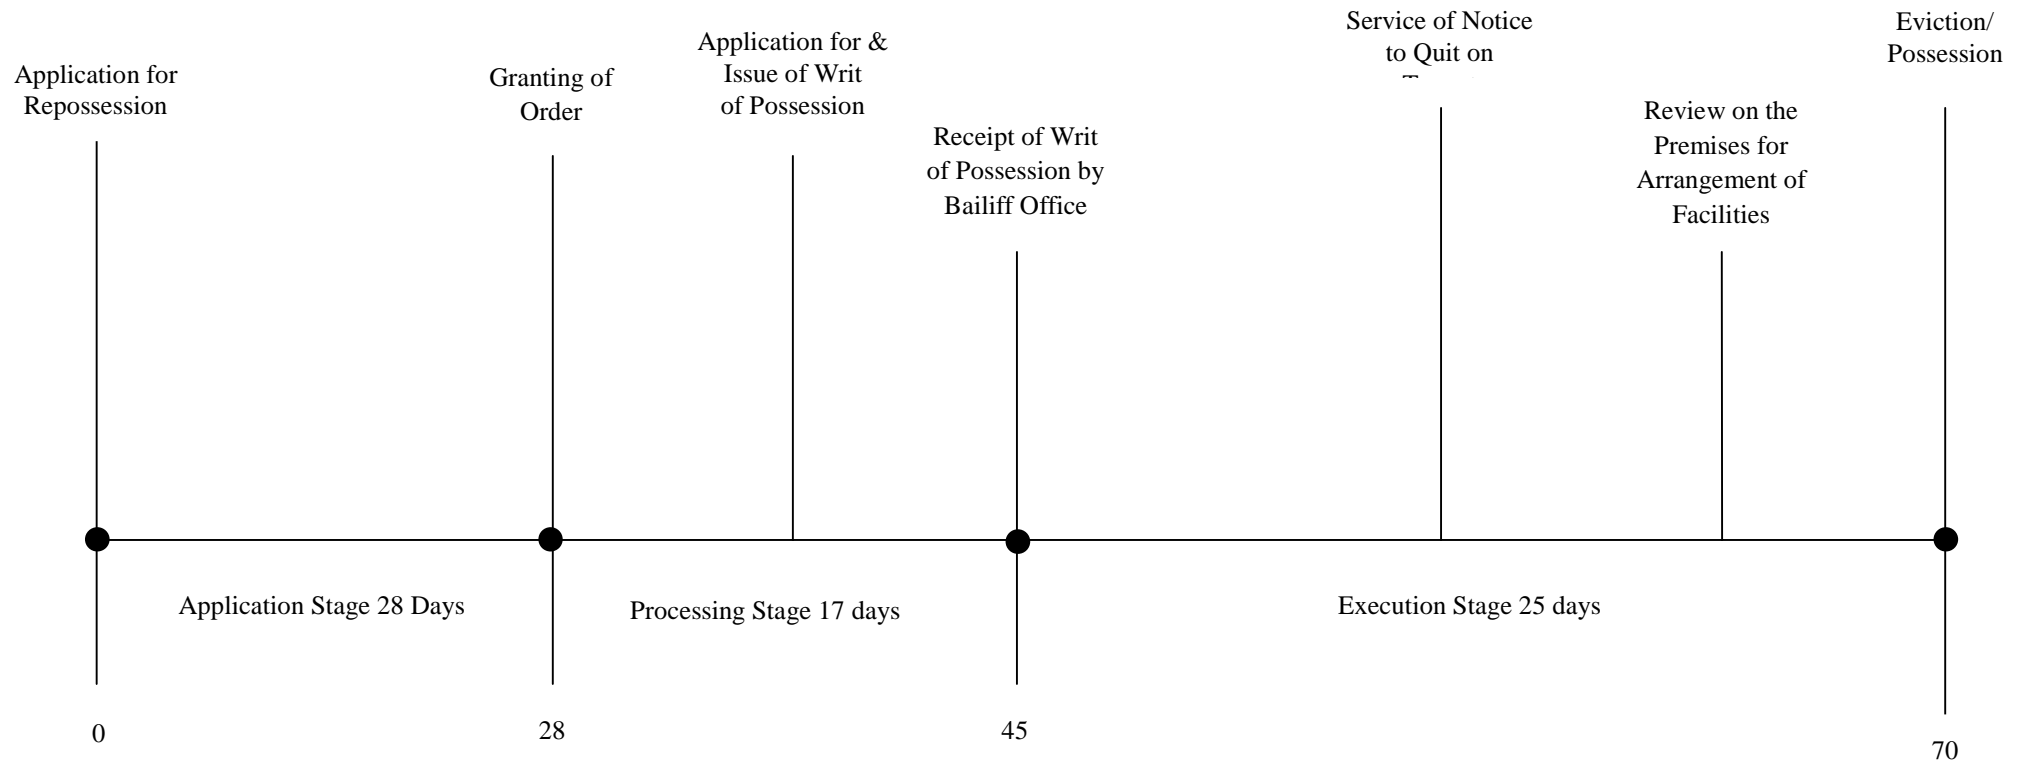 Application for
Repossession
Granting of
Order
Application for &
Issue of Writ
of Possession
Receipt of Writ
of Possession by
Bailiff Office
Service of Notice
to Quit on
Review on the
Premises for
Arrangement of
Facilities
Eviction/
Possession
Application Stage 28 Days
Processing Stage 17 days
Execution Stage 25 days
0
28
45
70